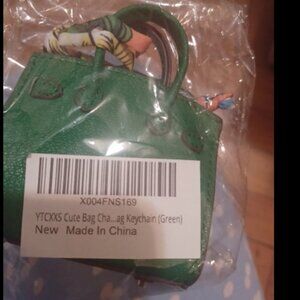 X004FNS169
YTCXXS Cute Bag Cha...ag Keychain (Green)
New Made In China